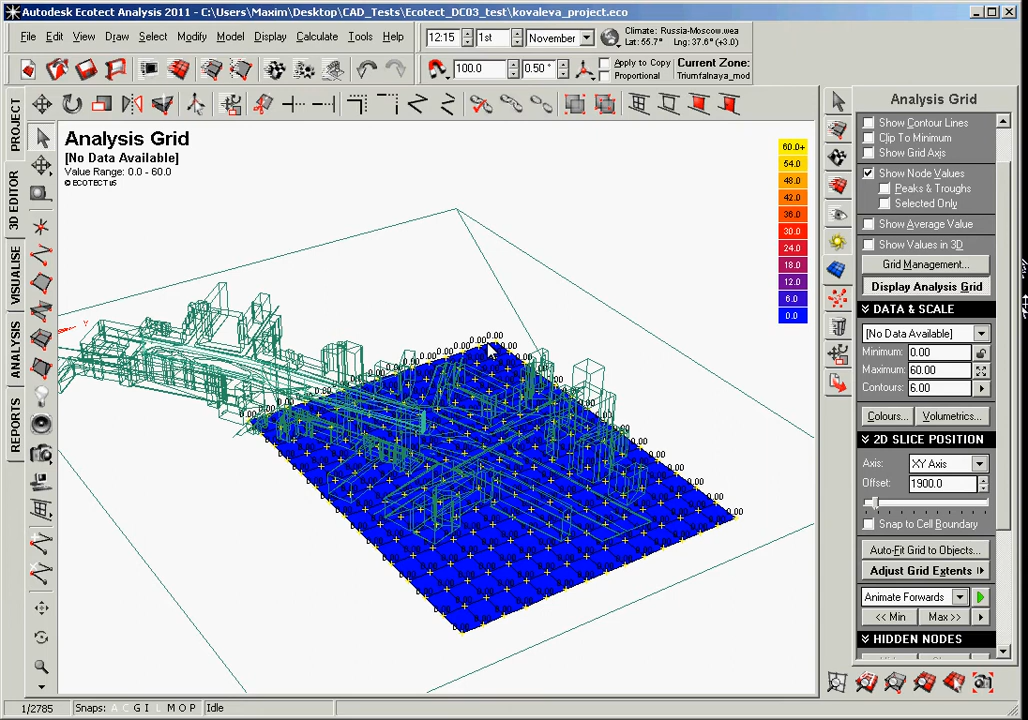 Autodesk Ecotect Analysis 2011 - C:\Users\Maxim\Desktop\CAD_Tests\Ecotect_DC03_test\kovaleva_project.eco
File Edit View Draw Select Modify Model Display Calculate Tools Help
12:15 1st November
Climate: Russia-Moscow.wea
Lat: 55.7° Lng: 37.6° (+3.0)
100.0 0.50 °
Apply to Copy
Proportional
Current Zone:
Triumfalnaya_mod
PROJECT
3D EDITOR
VISUALISE
ANALYSIS
REPORTS
Analysis Grid
[No Data Available]
Value Range: 0.0 - 60.0
© ECOTECT v5
60.0+
54.0
48.0
42.0
36.0
30.0
24.0
18.0
12.0
6.0
0.0
Y
Analysis Grid
Show Contour Lines
Clip To Minimum
Show Grid Axis
Show Node Values
Peaks & Troughs
Selected Only
Show Average Value
Show Values in 3D
Grid Management...
Display Analysis Grid
DATA & SCALE
[No Data Available]
Minimum: 0.00
Maximum: 60.00
Contours: 6.00
Colours... Volumetrics...
2D SLICE POSITION
Axis: XY Axis
Offset: 1900.0
Snap to Cell Boundary
Auto-Fit Grid to Objects...
Adjust Grid Extents
Animate Forwards
<< Min Max >>
HIDDEN NODES
1/2785 Snaps: A C G I L M O P Idle